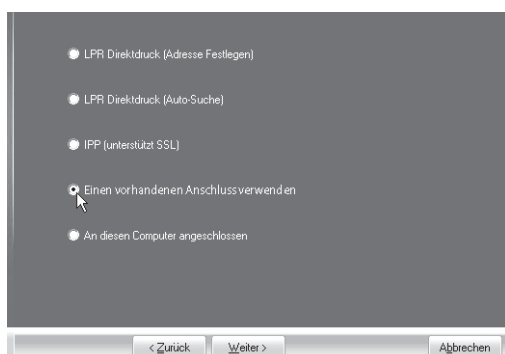 LPR Direktdruck (Adresse Festlegen)
LPR Direktdruck (Auto-Suche)
IPP (unterstützt SSL)
Einen vorhandenen Anschluss verwenden
An diesen Computer angeschlossen
< Zurück Weiter > Abbrechen